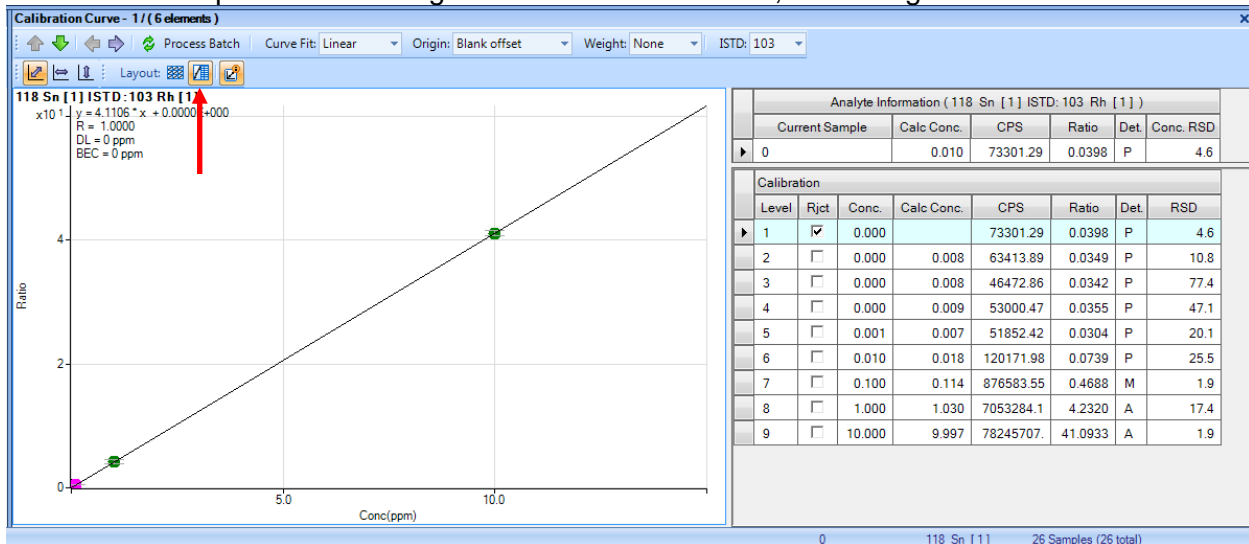 Calibration Curve - 1 / ( 6 elements )
Process Batch Curve Fit: Linear Origin: Blank offset Weight: None ISTD: 103
Layout:
118 Sn [ 1 ] ISTD:103 Rh [ 1 ]
x10 1 y = 4.1106 * x + 0.0000E+000
R = 1.0000
DL = 0 ppm
BEC = 0 ppm
4
2
0
5.0 10.0
Ratio
Conc(ppm)
Analyte Information ( 118 Sn [ 1 ] ISTD: 103 Rh [ 1 ] )
Current Sample Calc Conc. CPS Ratio Det. Conc. RSD
0 0.010 73301.29 0.0398 P 4.6
Calibration
Level Rjct Conc. Calc Conc. CPS Ratio Det. RSD
1 0.000 73301.29 0.0398 P 4.6
2 0.000 0.008 63413.89 0.0349 P 10.8
3 0.000 0.008 46472.86 0.0342 P 77.4
4 0.000 0.009 53000.47 0.0355 P 47.1
5 0.001 0.007 51852.42 0.0304 P 20.1
6 0.010 0.018 120171.98 0.0739 P 25.5
7 0.100 0.114 876583.55 0.4688 M 1.9
8 1.000 1.030 7053284.1 4.2320 A 17.4
9 10.000 9.997 78245707. 41.0933 A 1.9
0 118 Sn [ 1 ] 26 Samples (26 total)